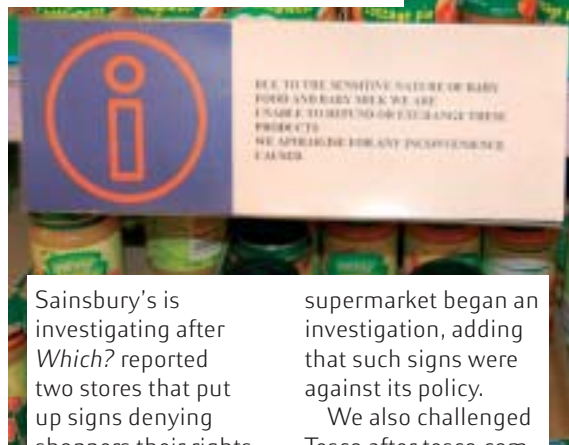 DUE TO THE SENSITIVE NATURE OF BABY
FOOD AND BABY MILK WE ARE
UNABLE TO REFUND OR EXCHANGE THESE
PRODUCTS
WE APOLOGISE FOR ANY INCONVENIENCE
CAUSED
Sainsbury's is
investigating after
Which? reported
two stores that put
up signs denying
shoppers their rights
supermarket began an
investigation, adding
that such signs were
against its policy.
We also challenged
Tesco after tesco.com